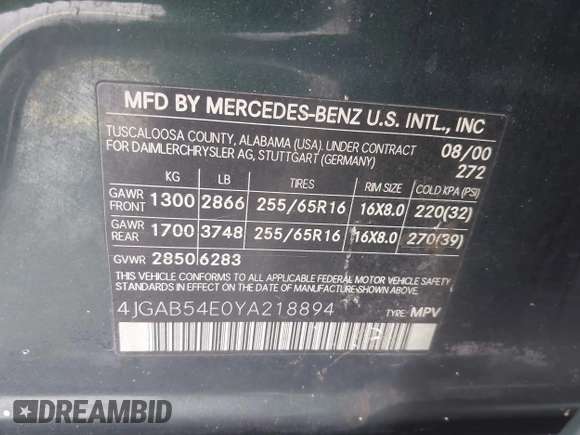 MFD BY MERCEDES-BENZ U.S. INTL., INC
TUSCALOOSA COUNTY, ALABAMA (USA). UNDER CONTRACT 08/00
FOR DAIMLERCHRYSLER AG, STUTTGART (GERMANY) 272
KG LB TIRES RIM SIZE COLD KPA (PSI)
GAWR FRONT 1300 2866 255/65R16 16X8.0 220(32)
GAWR REAR 1700 3748 255/65R16 16X8.0 270(39)
GVWR 2850 6283
THIS VEHICLE CONFORMS TO ALL APPLICABLE FEDERAL MOTOR VEHICLE SAFETY
STANDARDS IN EFFECT ON THE DATE OF MANUFACTURE SHOWN ABOVE.
4JGAB54E0YA218894 TYPE: MPV
DREAMBID